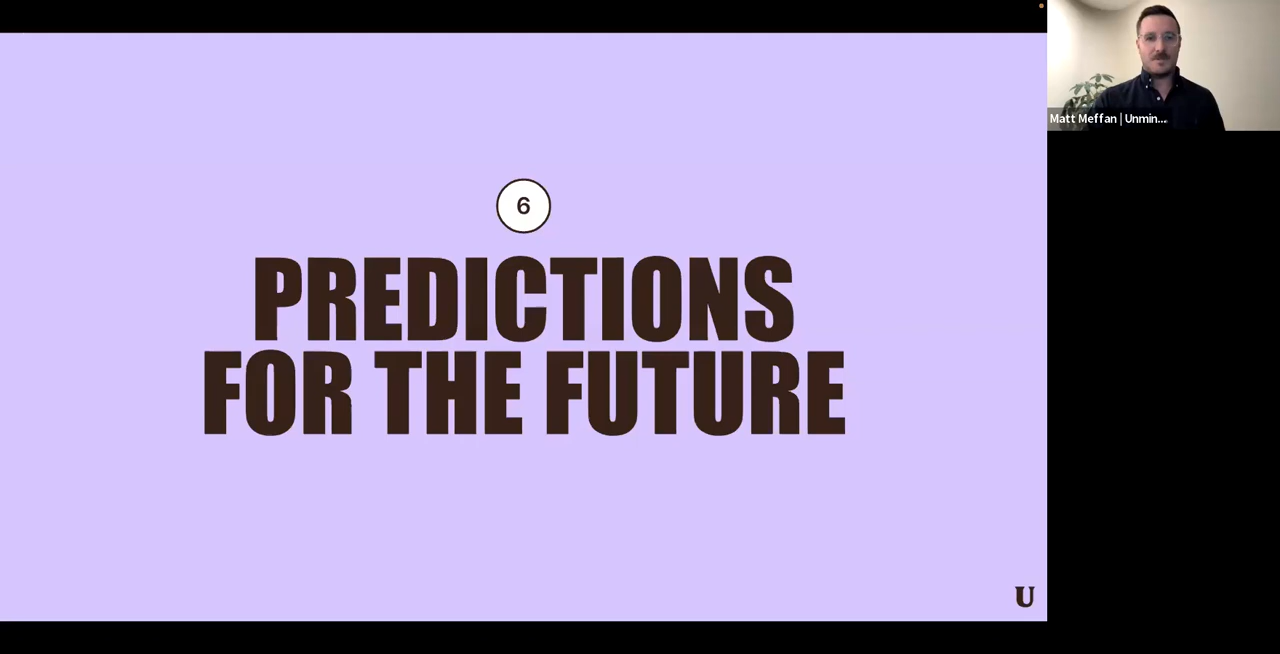 6
PREDICTIONS
FOR THE FUTURE
U
Matt Meffan | Unmin...